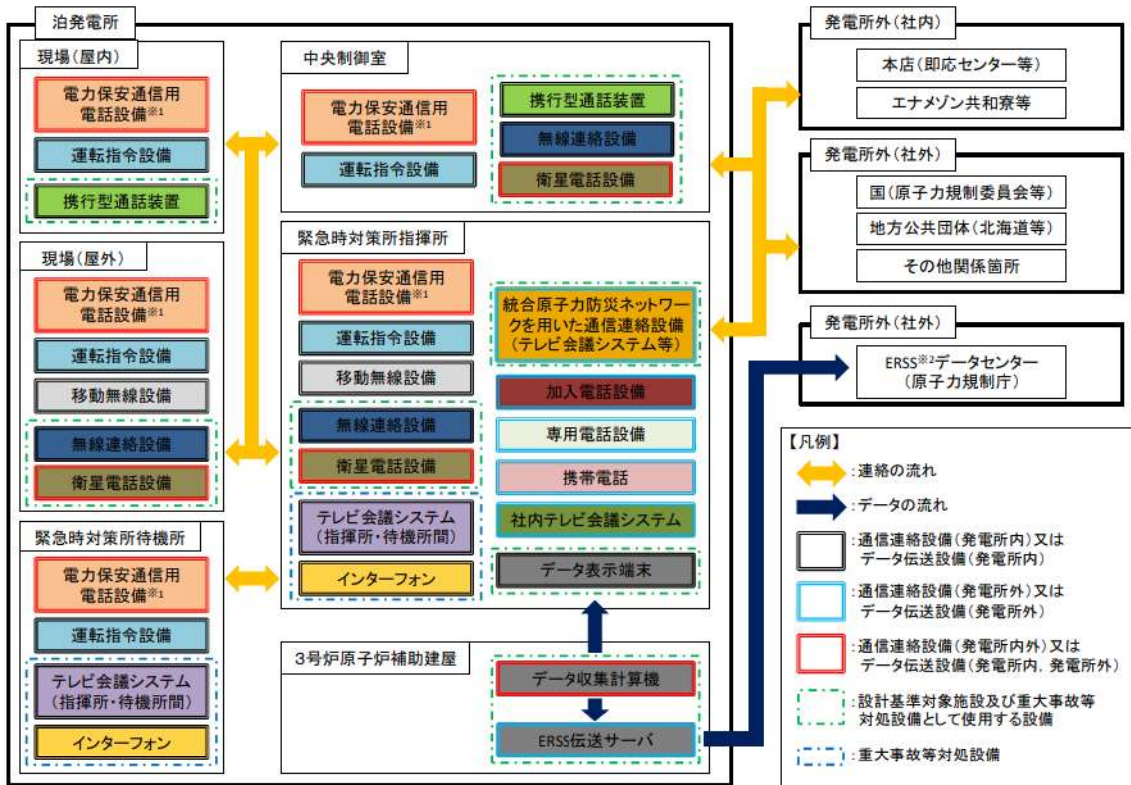 泊発電所
現場(屋内)
電力保安通信用
電話設備※1
運転指令設備
携行型通話装置
現場(屋外)
電力保安通信用
電話設備※1
運転指令設備
移動無線設備
無線連絡設備
衛星電話設備
緊急時対策所待機所
電力保安通信用
電話設備※1
運転指令設備
テレビ会議システム
(指揮所・待機所間)
インターフォン
中央制御室
電力保安通信用
電話設備※1
運転指令設備
携行型通話装置
無線連絡設備
衛星電話設備
緊急時対策所指揮所
電力保安通信用
電話設備※1
運転指令設備
移動無線設備
無線連絡設備
衛星電話設備
テレビ会議システム
(指揮所・待機所間)
インターフォン
統合原子力防災ネットワー
クを用いた通信連絡設備
(テレビ会議システム等)
加入電話設備
専用電話設備
携帯電話
社内テレビ会議システム
データ表示端末
3号炉原子炉補助建屋
データ収集計算機
ERSS伝送サーバ
発電所外(社内)
本店(即応センター等)
エナメゾン共和寮等
発電所外(社外)
国(原子力規制委員会等)
地方公共団体(北海道等)
その他関係箇所
発電所外(社外)
ERSS※2データセンター
(原子力規制庁)
【凡例】
:連絡の流れ
:データの流れ
:通信連絡設備(発電所内)又は
データ伝送設備(発電所内)
:通信連絡設備(発電所外)又は
データ伝送設備(発電所外)
:通信連絡設備(発電所内外)又は
データ伝送設備(発電所内,発電所外)
:設計基準対象施設及び重大事故等
対処設備として使用する設備
:重大事故等対処設備